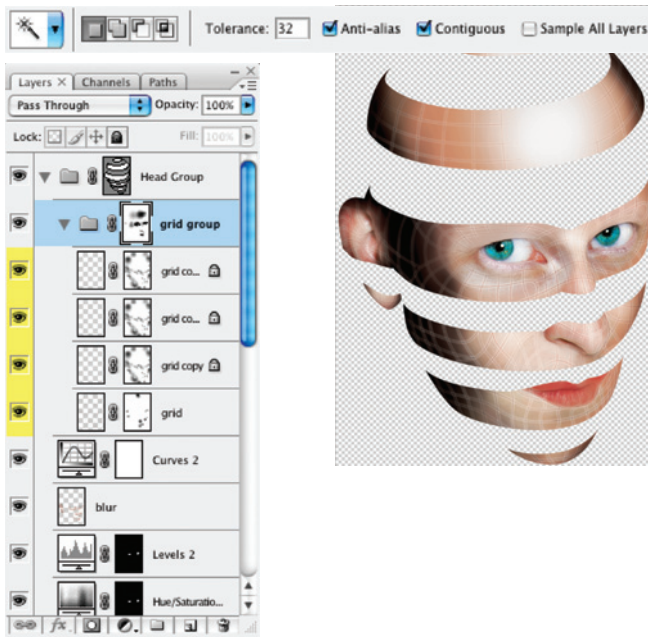 Tolerance: 32 Anti-alias Contiguous Sample All Layers
Layers × Channels Paths
Pass Through Opacity: 100%
Lock: Fill: 100%
Head Group
grid group
grid co...
grid co...
grid copy
grid
Curves 2
blur
Levels 2
Hue/Saturatio...
fx.